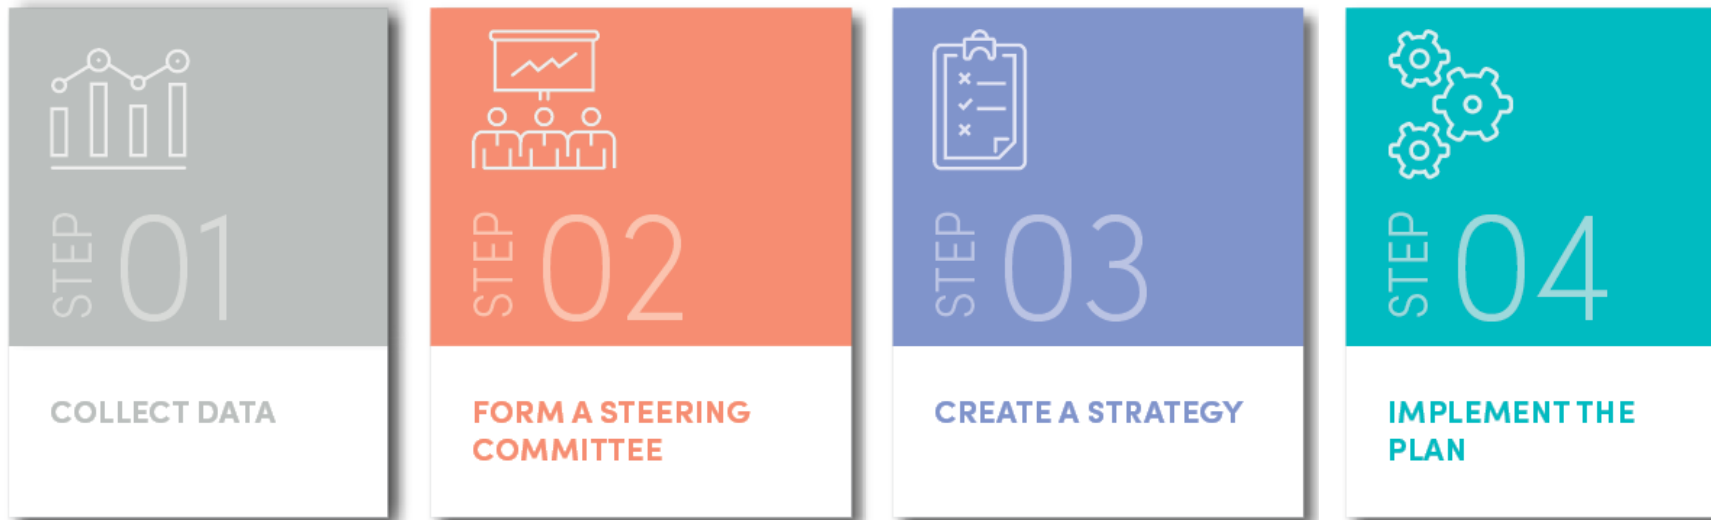 STEP 01
COLLECT DATA
STEP 02
FORM A STEERING
COMMITTEE
STEP 03
CREATE A STRATEGY
STEP 04
IMPLEMENT THE
PLAN